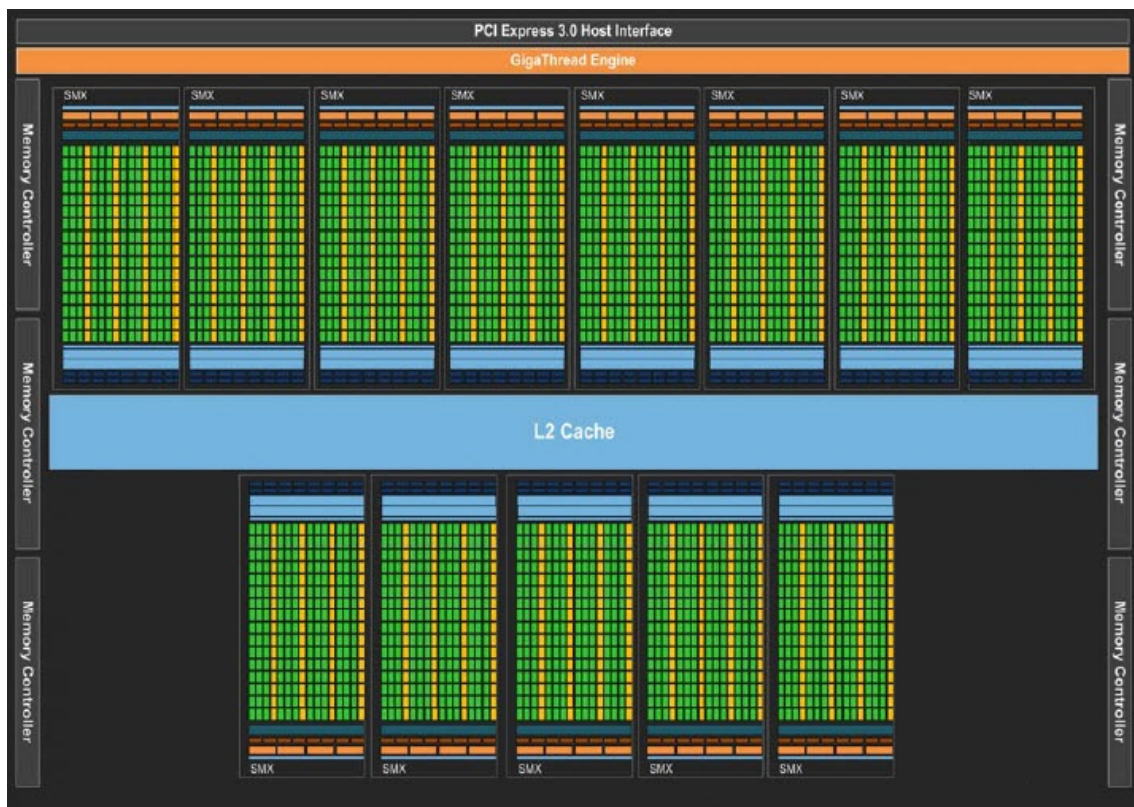 PCI Express 3.0 Host Interface
GigaThread Engine
Memory Controller
Memory Controller
Memory Controller
SMX SMX SMX SMX SMX SMX SMX SMX
L2 Cache
SMX SMX SMX SMX SMX
Memory Controller
Memory Controller
Memory Controller